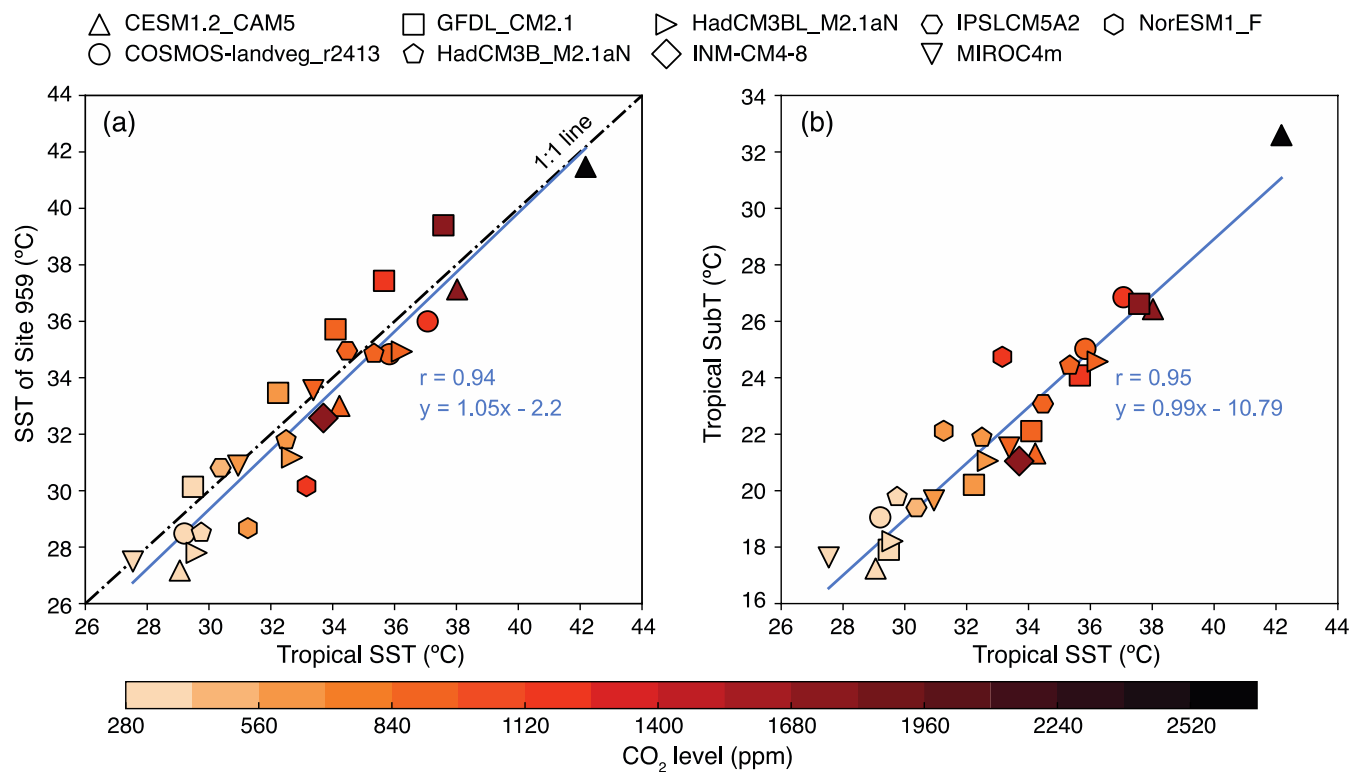 CESM1.2_CAM5 GFDL_CM2.1 HadCM3BL_M2.1aN IPSLCM5A2 NorESM1_F
COSMOS-landveg_r2413 HadCM3B_M2.1aN INM-CM4-8 MIROC4m
(a)
1:1 line
r = 0.94
y = 1.05x - 2.2
SST of Site 959 (ºC)
44
42
40
38
36
34
32
30
28
26
26 28 30 32 34 36 38 40 42 44
Tropical SST (ºC)
(b)
r = 0.95
y = 0.99x - 10.79
Tropical SubT (ºC)
34
32
30
28
26
24
22
20
18
16
26 28 30 32 34 36 38 40 42 44
Tropical SST (ºC)
280 560 840 1120 1400 1680 1960 2240 2520
CO2 level (ppm)